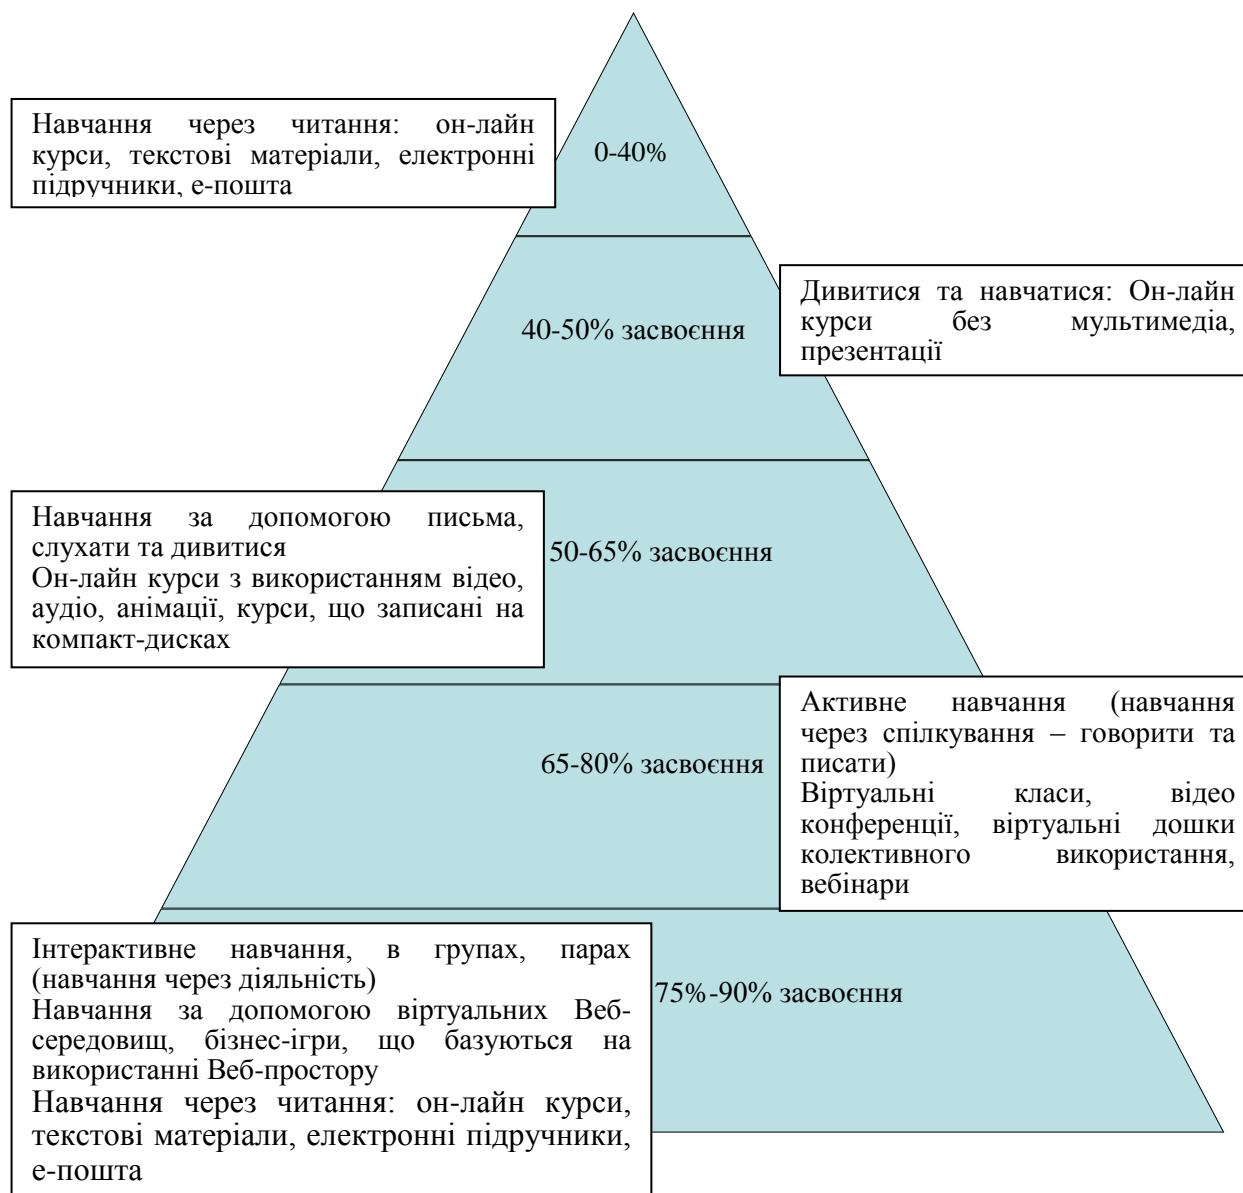 Навчання через читання: он-лайн
курси, текстові матеріали, електронні
підручники, е-пошта
0-40%
40-50% засвоєння
Дивитися та навчатися: Он-лайн
курси без мультимедіа,
презентації
Навчання за допомогою письма,
слухати та дивитися
Он-лайн курси з використанням відео,
аудіо, анімації, курси, що записані на
компакт-дисках
50-65% засвоєння
65-80% засвоєння
Активне навчання (навчання
через спілкування – говорити та
писати)
Віртуальні класи, відео
конференції, віртуальні дошки
колективного використання,
вебінари
Інтерактивне навчання, в групах, парах
(навчання через діяльність)
Навчання за допомогою віртуальних Веб-
середовищ, бізнес-ігри, що базуються на
використанні Веб-простору
Навчання через читання: он-лайн курси,
текстові матеріали, електронні підручники,
е-пошта
75%-90% засвоєння